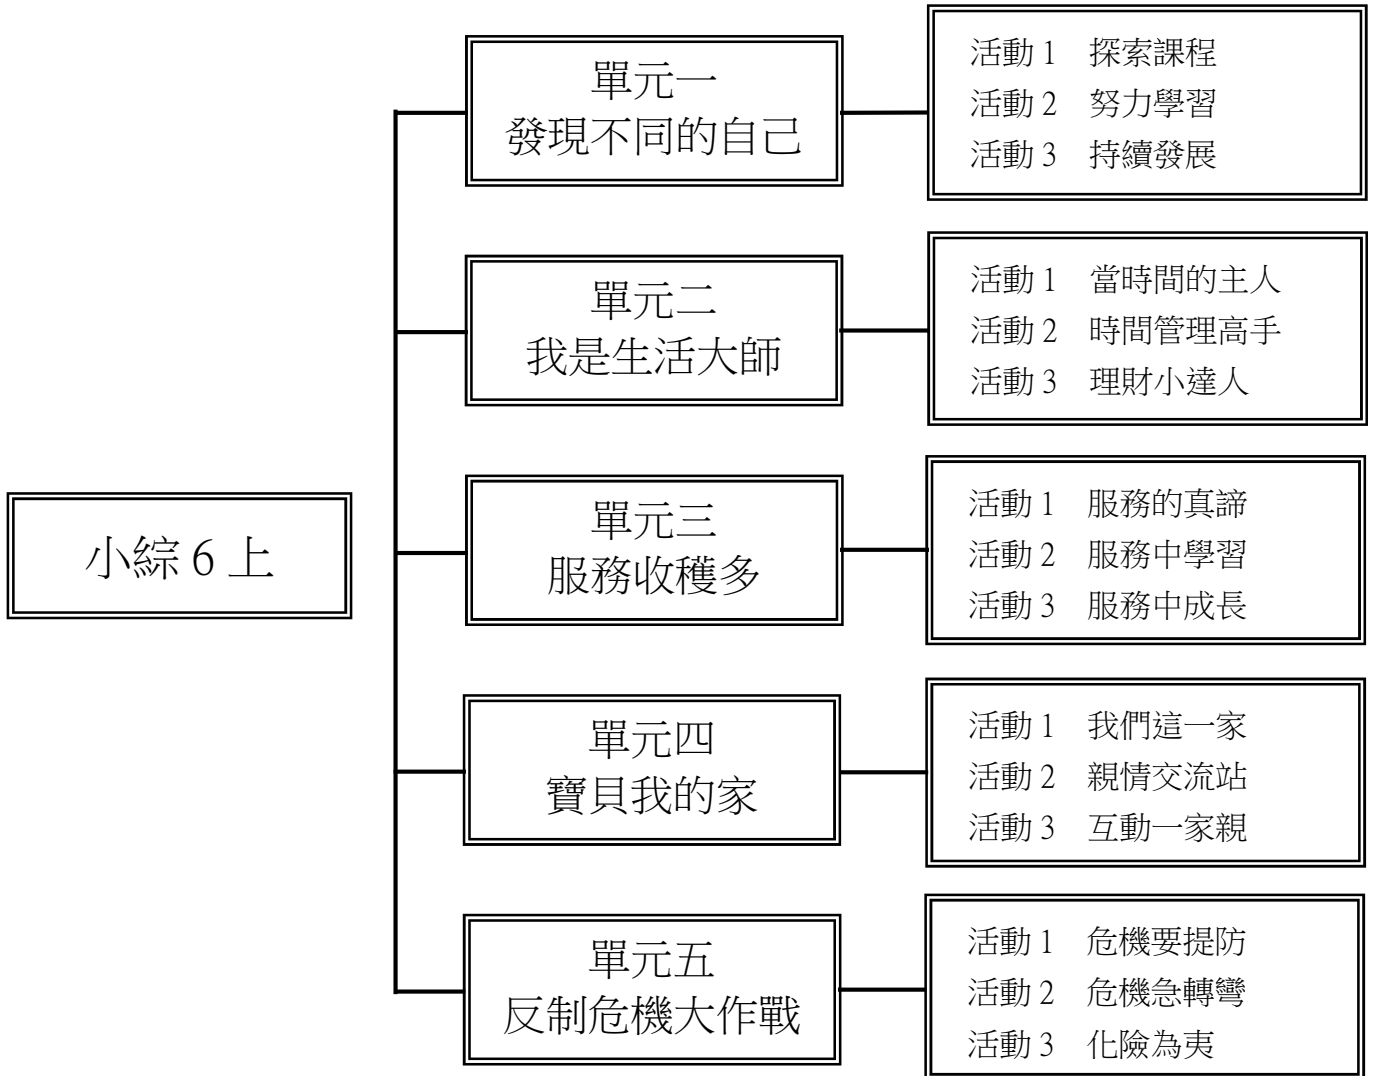 小綜 6 上
單元一
發現不同的自己
活動 1　探索課程
活動 2　努力學習
活動 3　持續發展
單元二
我是生活大師
活動 1　當時間的主人
活動 2　時間管理高手
活動 3　理財小達人
單元三
服務收穫多
活動 1　服務的真諦
活動 2　服務中學習
活動 3　服務中成長
單元四
寶貝我的家
活動 1　我們這一家
活動 2　親情交流站
活動 3　互動一家親
單元五
反制危機大作戰
活動 1　危機要提防
活動 2　危機急轉彎
活動 3　化險為夷